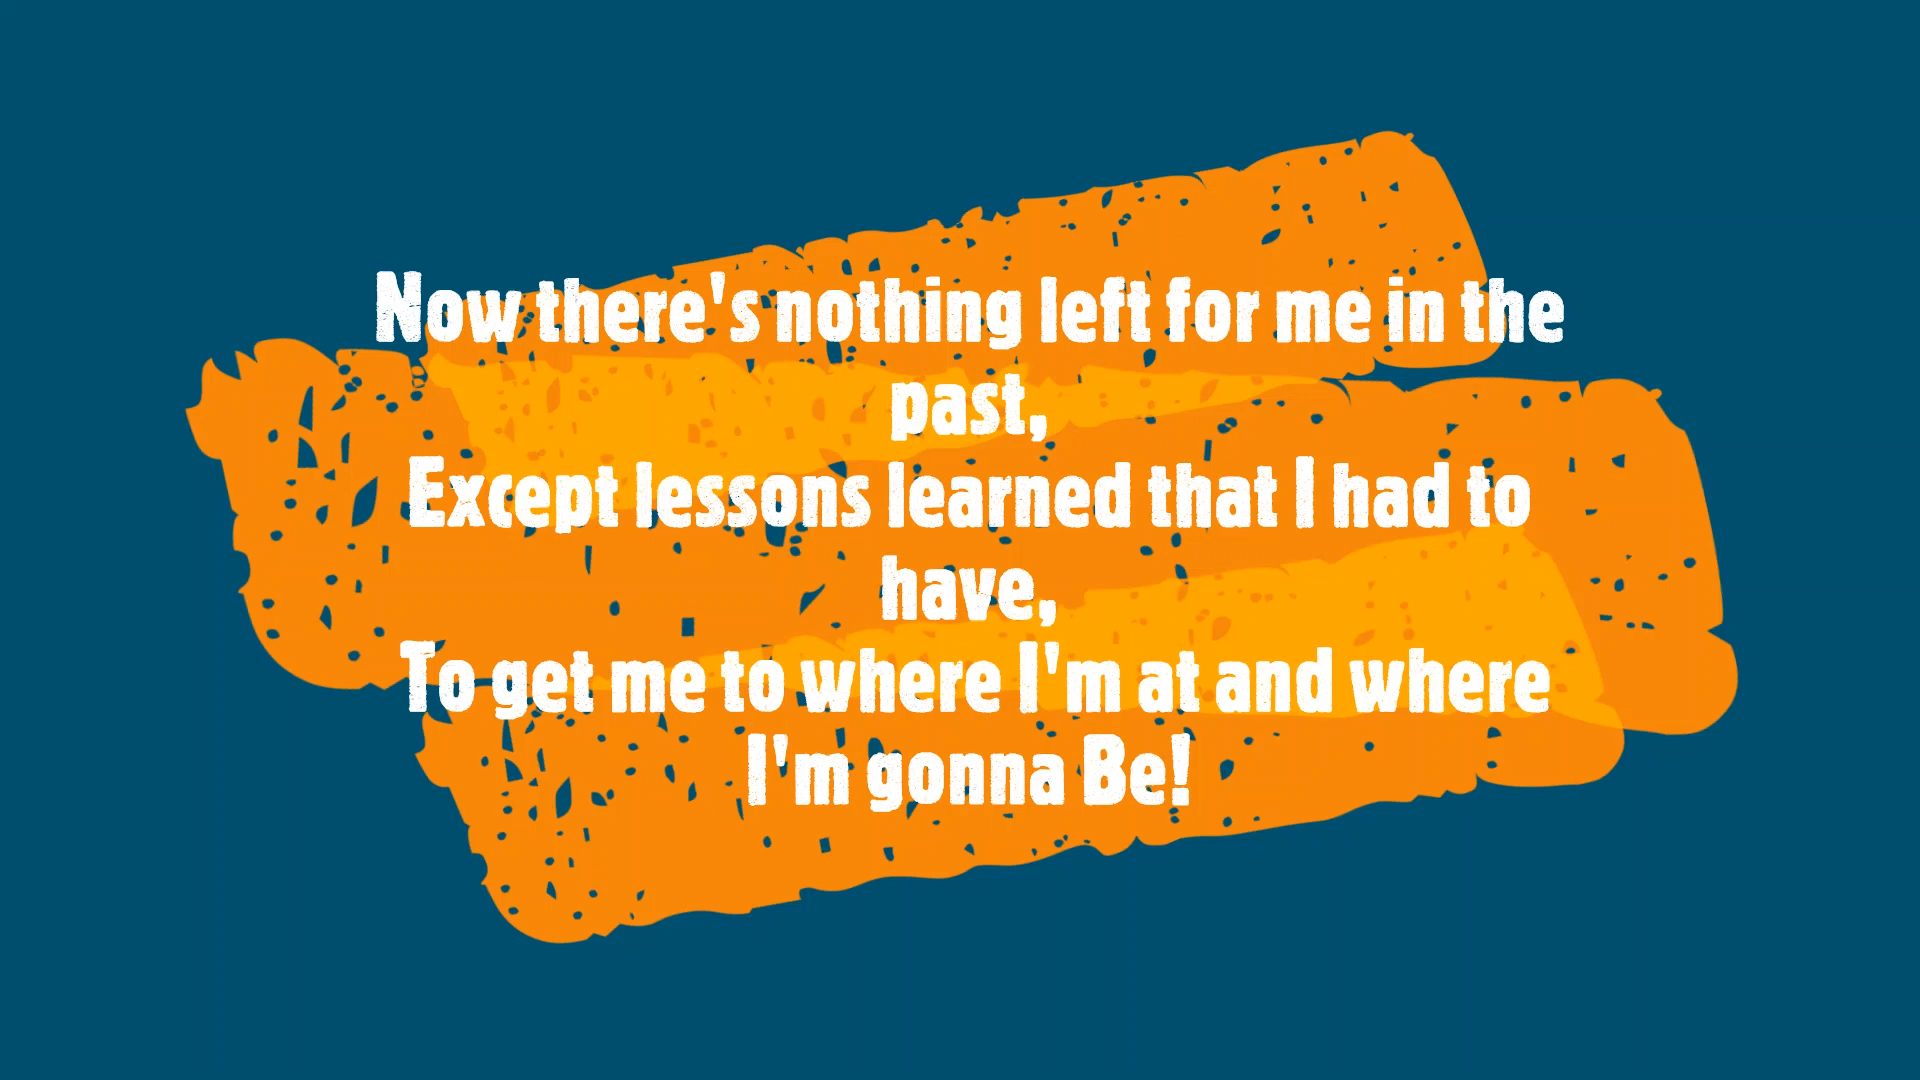 Now there's nothing left for me in the
past,
Except lessons learned that I had to
have,
To get me to where I'm at and where
I'm gonna Be!